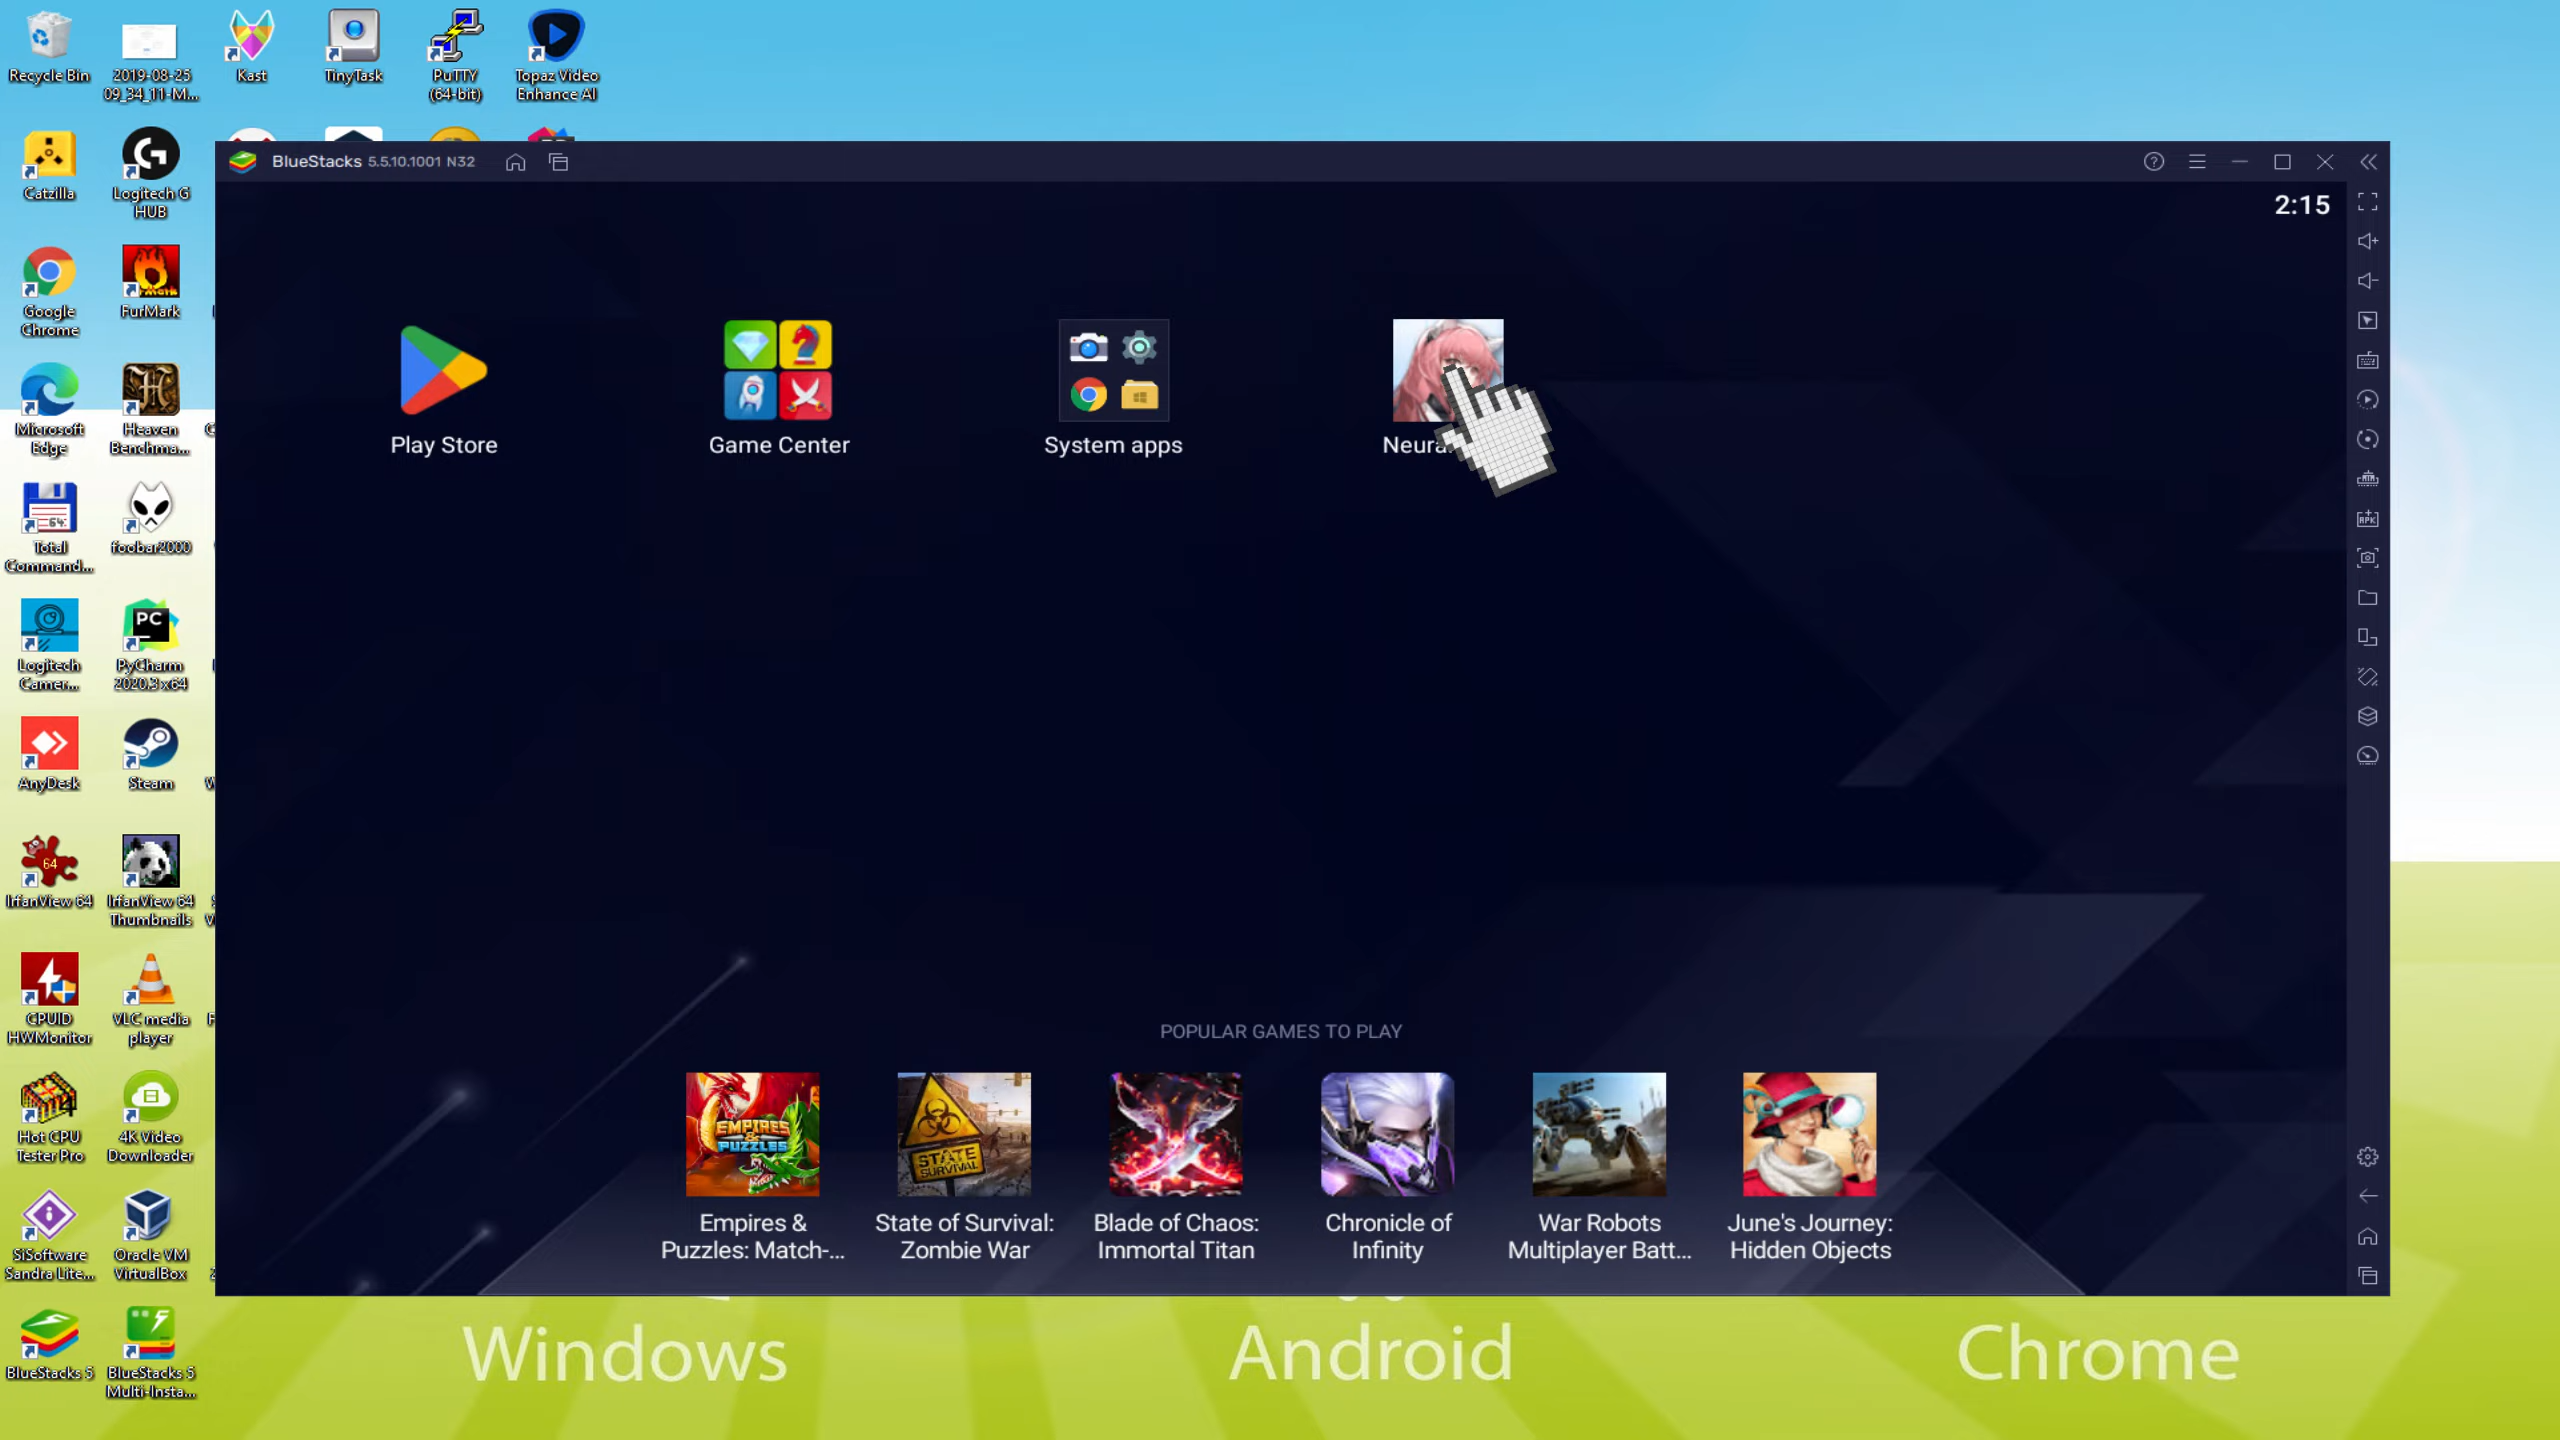 Recycle Bin
2019-08-25
09_34_11-M...
Kast
TinyTask
PuTTY
(64-bit)
Topaz Video
Enhance AI
Catzilla
Logitech G
HUB
Google
Chrome
FurMark
Microsoft
Edge
Heaven
Benchma...
Total
Command...
foobar2000
Logitech
Camer...
PyCharm
2020.3 x64
AnyDesk
Steam
IrfanView 64
IrfanView 64
Thumbnails
CPUID
HWMonitor
VLC media
player
Hot CPU
Tester Pro
4K Video
Downloader
SiSoftware
Sandra Lite...
Oracle VM
VirtualBox
BlueStacks 5
BlueStacks 5
Multi-Insta...
BlueStacks 5.5.10.1001 N32
2:15
Play Store
Game Center
System apps
POPULAR GAMES TO PLAY
EMPIRES
&
PUZZLES
STATE
SURVIVAL
Empires &
Puzzles: Match-...
State of Survival:
Zombie War
Blade of Chaos:
Immortal Titan
Chronicle of
Infinity
War Robots
Multiplayer Batt...
June's Journey:
Hidden Objects
Windows
Android
Chrome